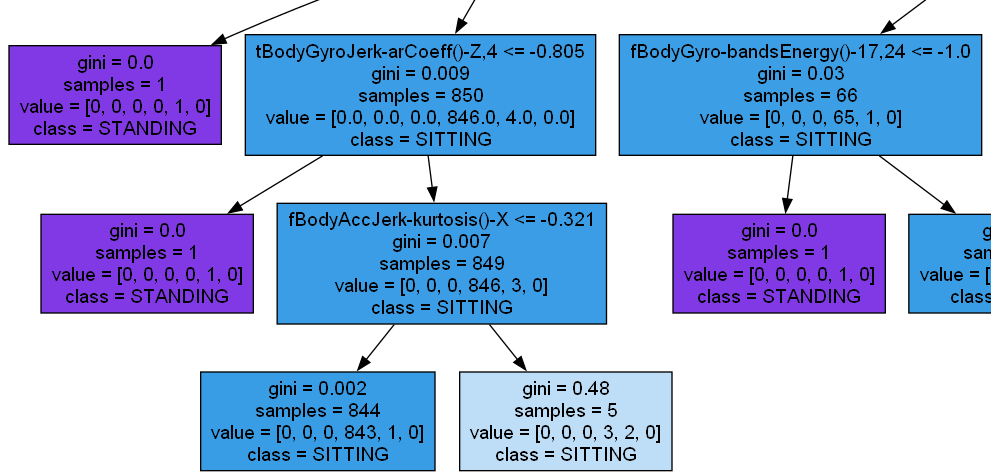 gini = 0.0
samples = 1
value = [0, 0, 0, 0, 1, 0]
class = STANDING
tBodyGyroJerk-arCoeff()-Z,4 <= -0.805
gini = 0.009
samples = 850
value = [0.0, 0.0, 0.0, 846.0, 4.0, 0.0]
class = SITTING
fBodyGyro-bandsEnergy()-17,24 <= -1.0
gini = 0.03
samples = 66
value = [0, 0, 0, 65, 1, 0]
class = SITTING
gini = 0.0
samples = 1
value = [0, 0, 0, 0, 1, 0]
class = STANDING
fBodyAccJerk-kurtosis()-X <= -0.321
gini = 0.007
samples = 849
value = [0, 0, 0, 846, 3, 0]
class = SITTING
gini = 0.0
samples = 1
value = [0, 0, 0, 0, 1, 0]
class = STANDING
value = [
gini = 0.002
samples = 844
value = [0, 0, 0, 843, 1, 0]
class = SITTING
gini = 0.48
samples = 5
value = [0, 0, 0, 3, 2, 0]
class = SITTING